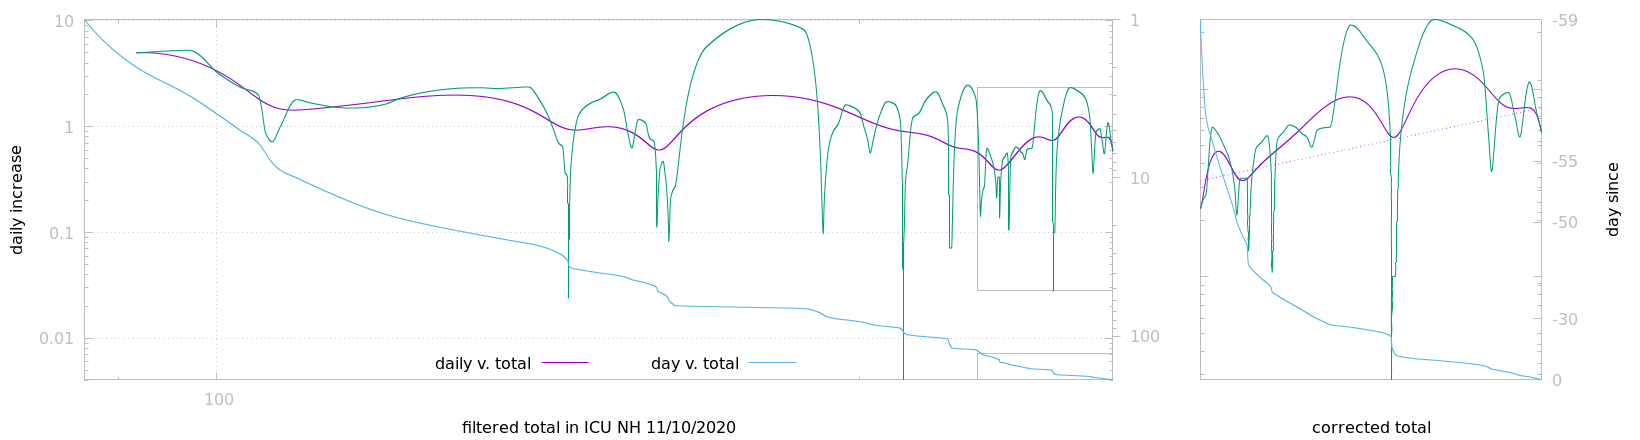 10
1
0.1
0.01
daily increase
100
1
10
100
daily v. total
day v. total
filtered total in ICU NH 11/10/2020
-59
-55
-50
-30
0
day since
corrected total